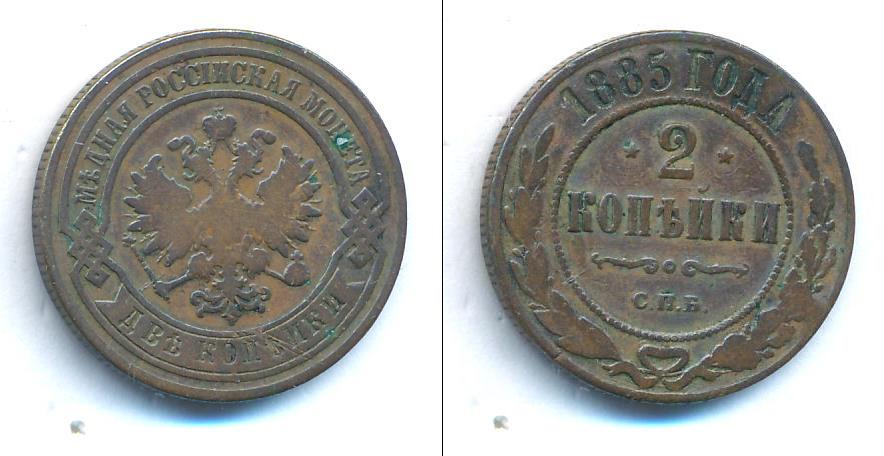 МѢДНАЯ РОССІЙСКАЯ МОНЕТА
ДВѢ КОПѢЙКИ
1885 ГОДА
2
КОПѢЙКИ
С.П.Б.